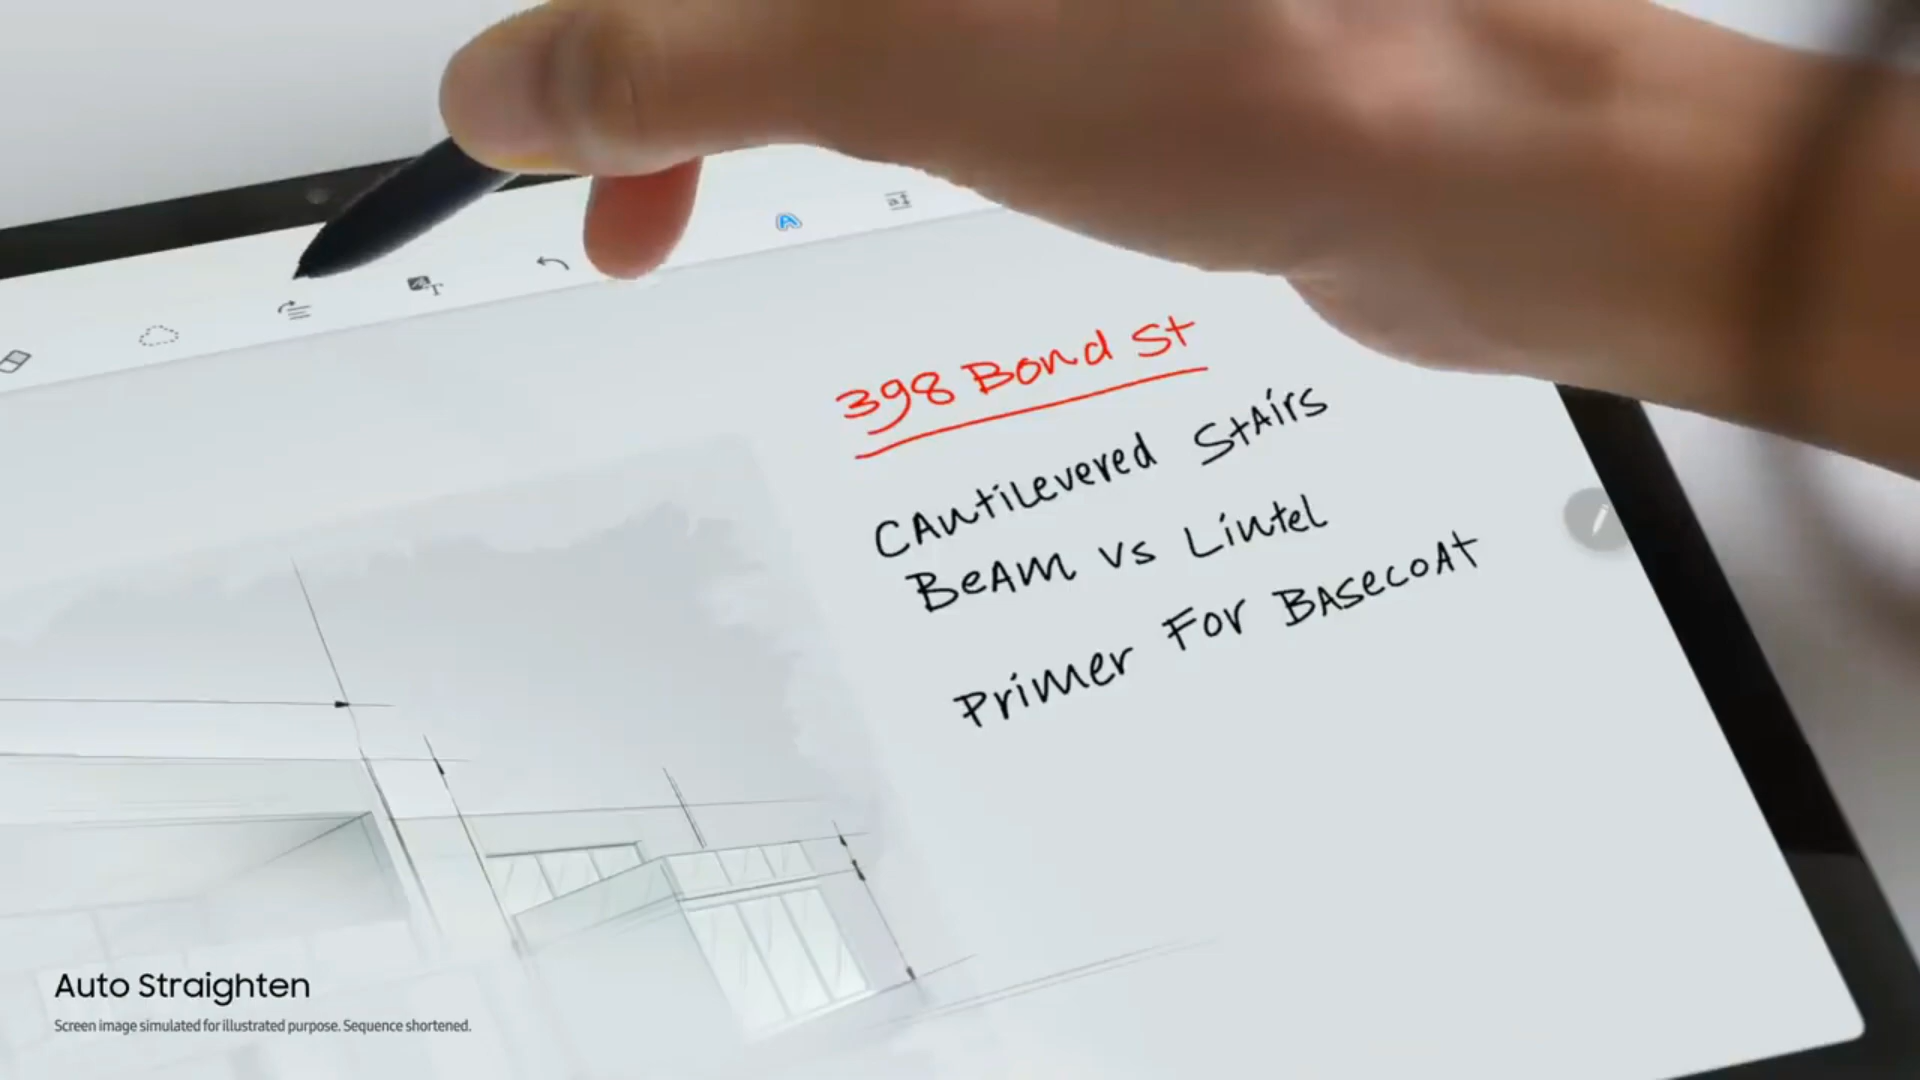 398 Bond St
CAntiLevered StAirs
BeAm vs Lintel
Primer For BAsecoAt
Auto Straighten
Screen image simulated for illustrated purpose. Sequence shortened.